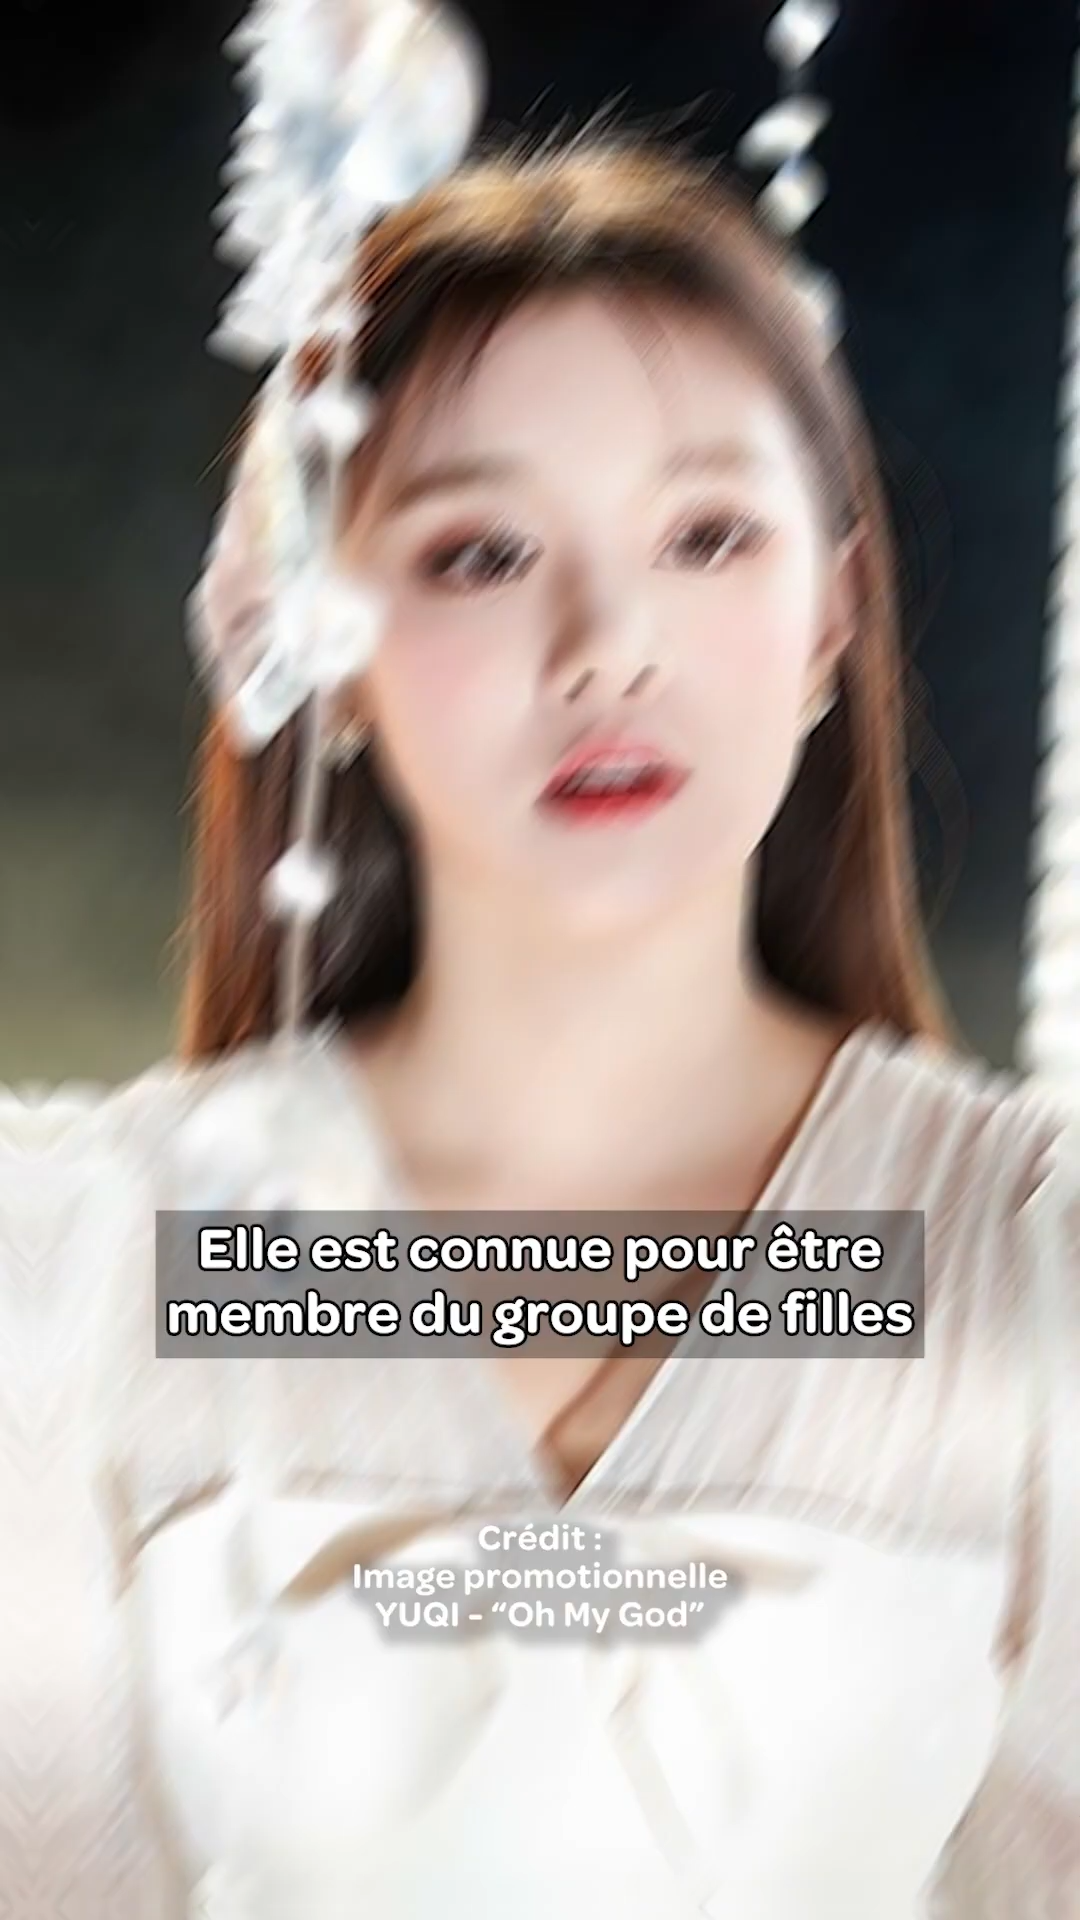 Elle est connue pour être
membre du groupe de filles
Crédit :
Image promotionnelle
YUQI - “Oh My God”